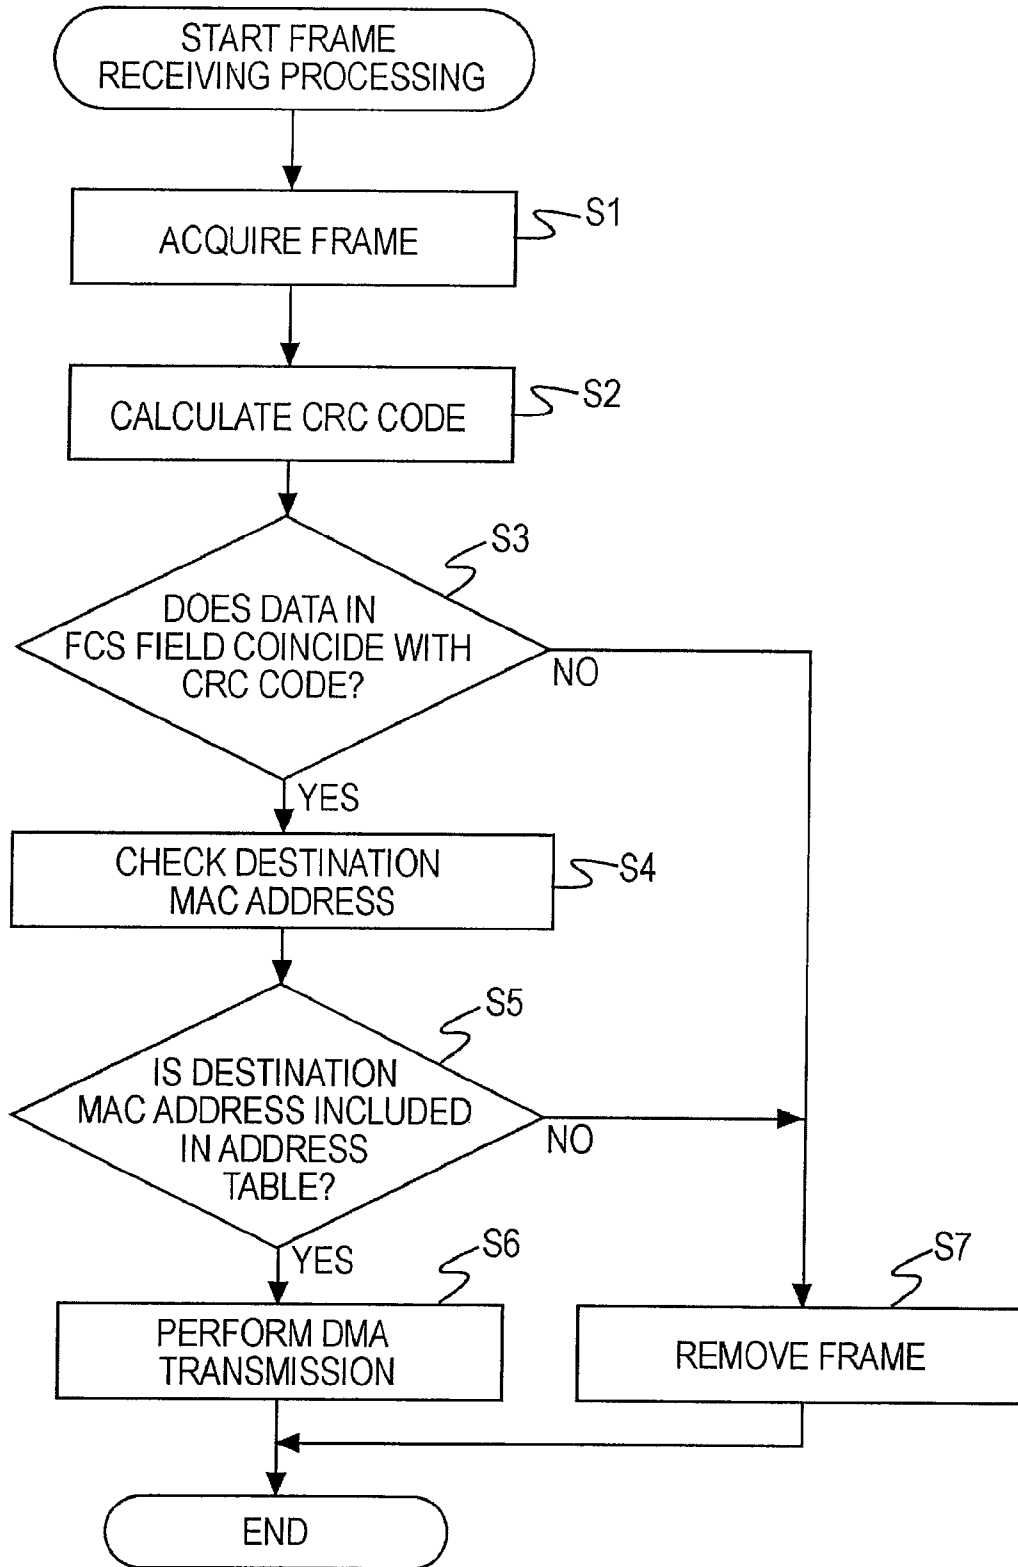 START FRAME
RECEIVING PROCESSING
ACQUIRE FRAME
S1
CALCULATE CRC CODE
S2
S3
DOES DATA IN
FCS FIELD COINCIDE WITH
CRC CODE?
NO
YES
CHECK DESTINATION
MAC ADDRESS
S4
S5
IS DESTINATION
MAC ADDRESS INCLUDED
IN ADDRESS
TABLE?
NO
YES
S6
S7
PERFORM DMA
TRANSMISSION
REMOVE FRAME
END